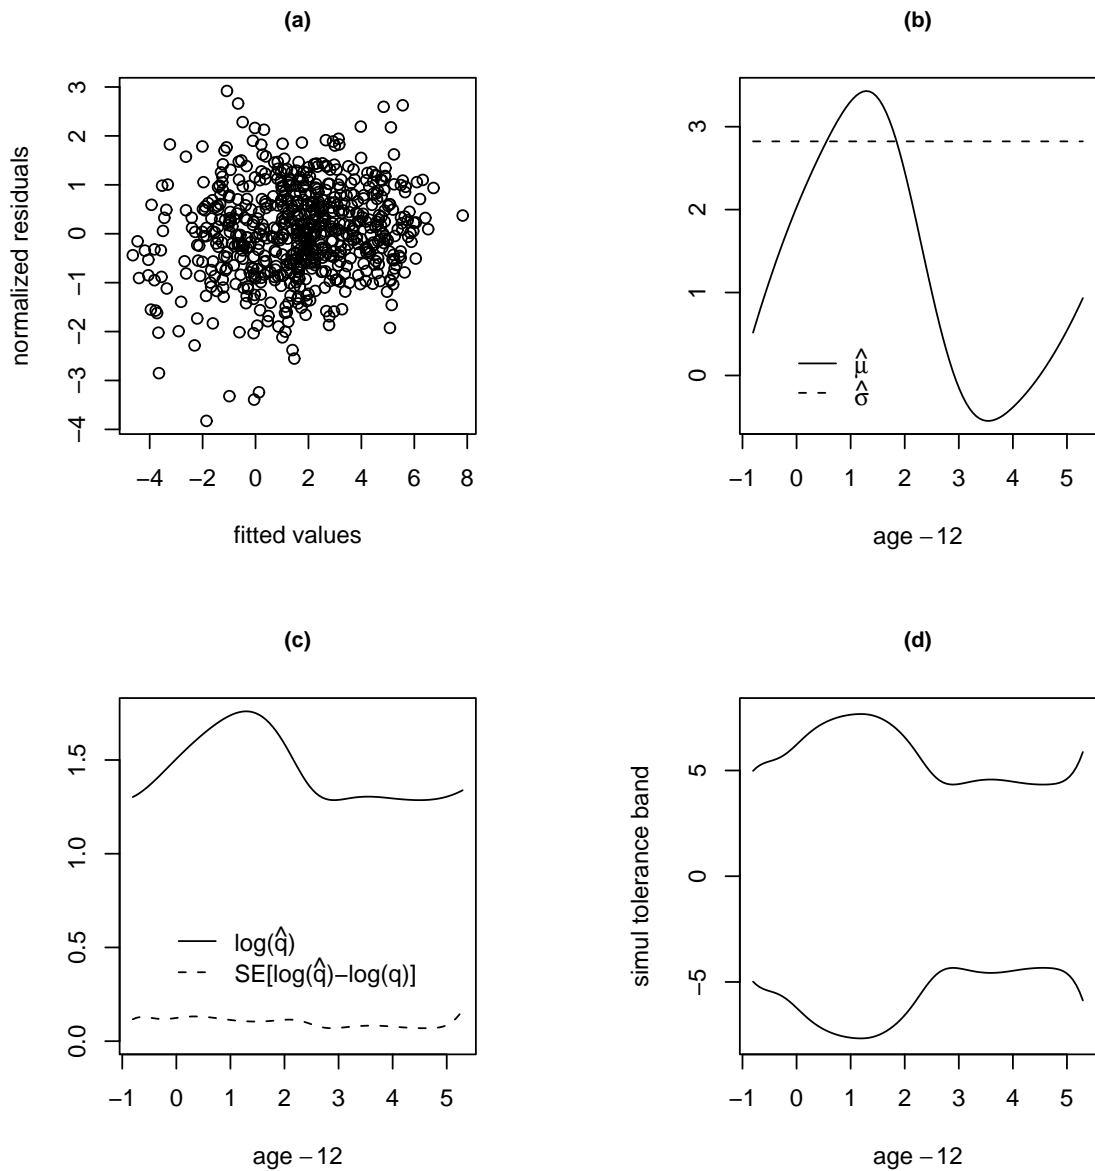 (a)
normalized residuals
3
2
1
0
−1
−2
−3
−4
−4 −2 0 2 4 6 8
fitted values
(b)
3
2
1
0
μ̂
σ̂
−1 0 1 2 3 4 5
age − 12
(c)
1.5
1.0
0.5
0.0
log(q̂)
SE[log(q̂)−log(q)]
−1 0 1 2 3 4 5
age − 12
(d)
simul tolerance band
5
0
−5
−1 0 1 2 3 4 5
age − 12